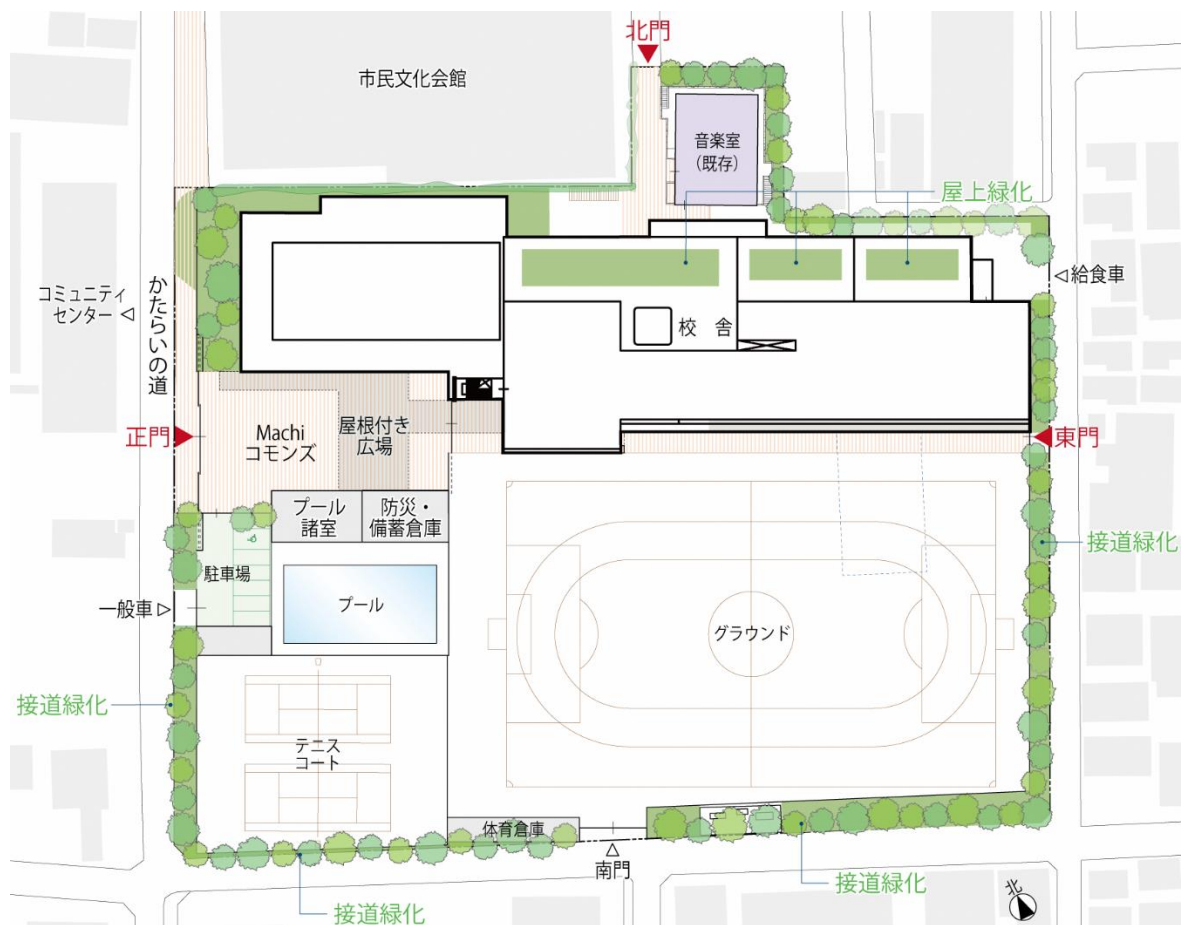 北門
市民文化会館
音楽室
（既存）
屋上緑化
コミュニティ
センター
かたらいの道
給食車
校 舎
正門
Machi
コモンズ
屋根付き
広場
東門
プール
諸室
防災・
備蓄倉庫
接道緑化
駐車場
一般車
プール
グラウンド
接道緑化
テニス
コート
体育倉庫
南門
接道緑化
接道緑化
北